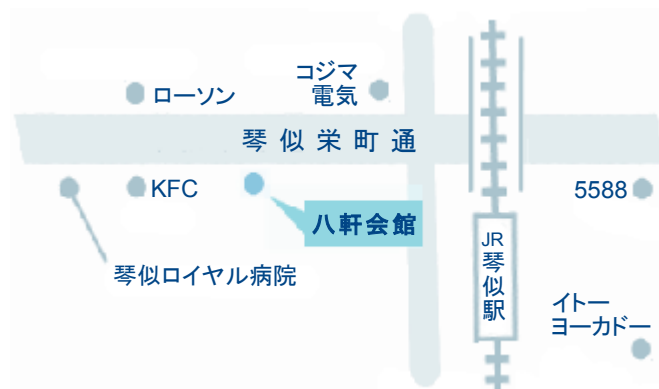 コジマ
電気
ローソン
琴似栄町通
KFC
5588
八軒会館
琴似ロイヤル病院
JR
琴似駅
イトー
ヨーカドー